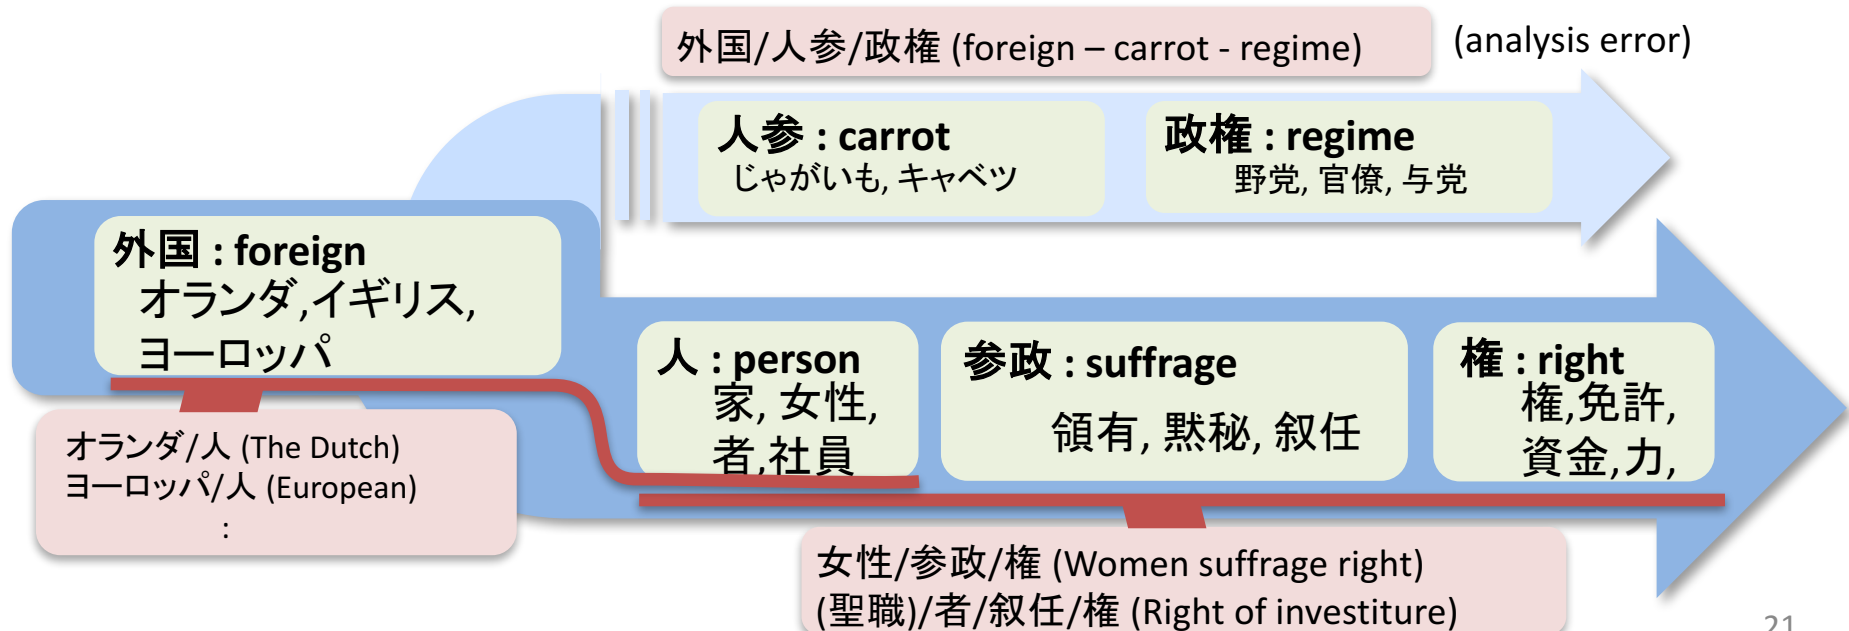 外国/人参/政権 (foreign – carrot - regime)
(analysis error)
人参 : carrot
じゃがいも, キャベツ
政権 : regime
野党, 官僚, 与党
外国 : foreign
オランダ,イギリス,
ヨーロッパ
人 : person
家, 女性,
者,社員
参政 : suffrage
領有, 黙秘, 叙任
権 : right
権,免許,
資金,力,
オランダ/人 (The Dutch)
ヨーロッパ/人 (European)
:
女性/参政/権 (Women suffrage right)
(聖職)/者/叙任/権 (Right of investiture)
21